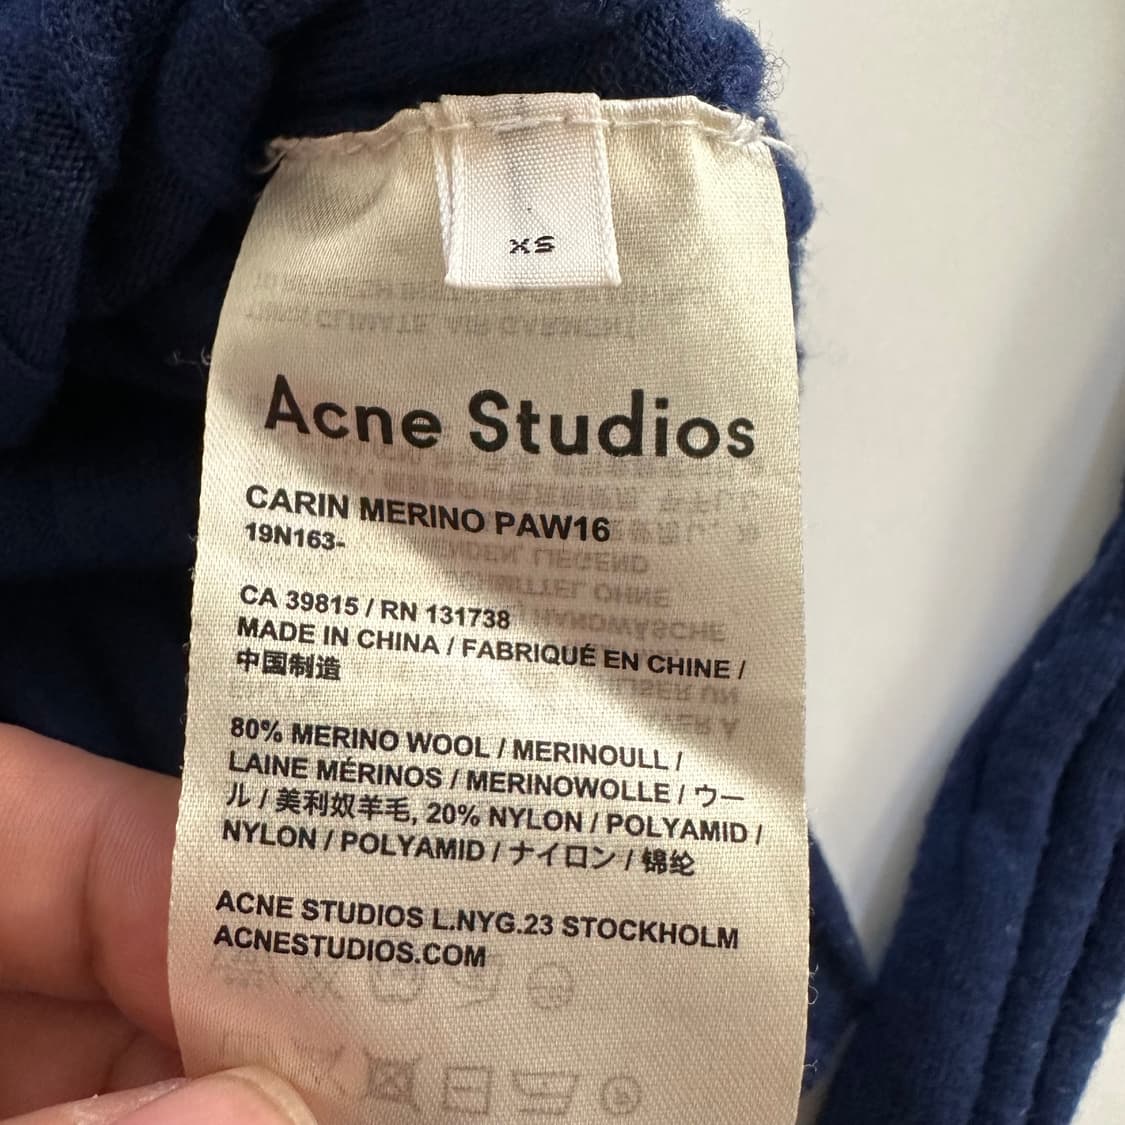 XS
Acne Studios
CARIN MERINO PAW16
19N163-
CA 39815 / RN 131738
MADE IN CHINA / FABRIQUÉ EN CHINE /
中国制造
80% MERINO WOOL / MERINOULL /
LAINE MÉRINOS / MERINOWOLLE / ウー
ル / 美利奴羊毛, 20% NYLON / POLYAMID /
NYLON / POLYAMID / ナイロン / 锦纶
ACNE STUDIOS L.NYG.23 STOCKHOLM
ACNESTUDIOS.COM